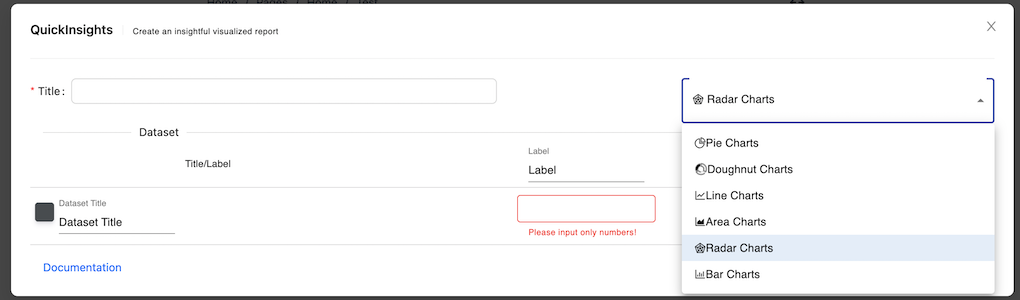 Home / Pages / Home / Test
QuickInsights Create an insightful visualized report
* Title :
Radar Charts
Dataset
Title/Label
Label
Label
Pie Charts
Doughnut Charts
Line Charts
Area Charts
Radar Charts
Bar Charts
Dataset Title
Dataset Title
Please input only numbers!
Documentation